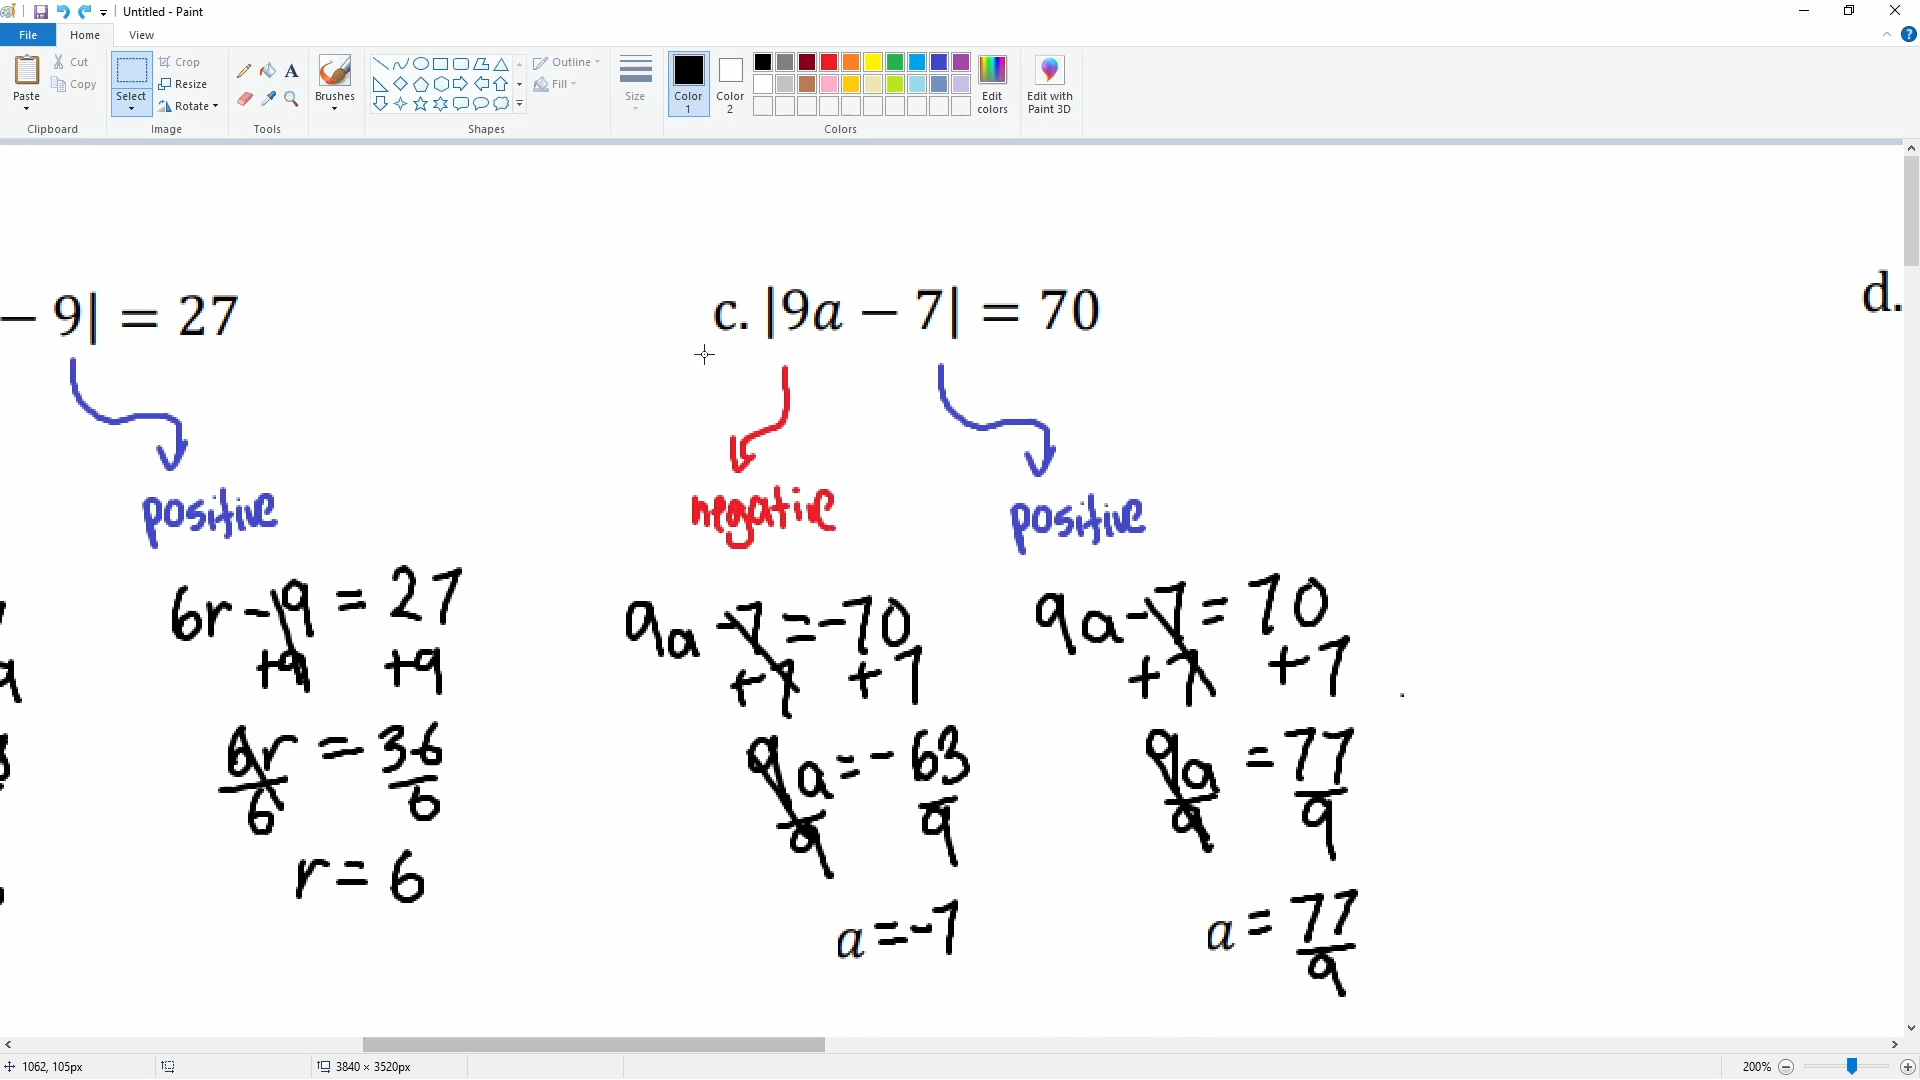 Untitled - Paint
File Home View
Paste Cut Copy Clipboard
Select Crop Resize Rotate Image
Tools
Brushes
Outline Fill Shapes
Size
Color 1 Color 2 Edit colors Colors
Edit with Paint 3D
− 9| = 27
c. |9a − 7| = 70
d.
positive
negative
positive
6r - 9 = 27
+9 +9
6r = 36
6 6
r = 6
9a - 7 = -70
+7 +7
9a = - 63
9 9
a = -7
9a - 7 = 70
+7 +7
9a = 77
9 9
a = 77
9
1062, 105px
3840 × 3520px
200%